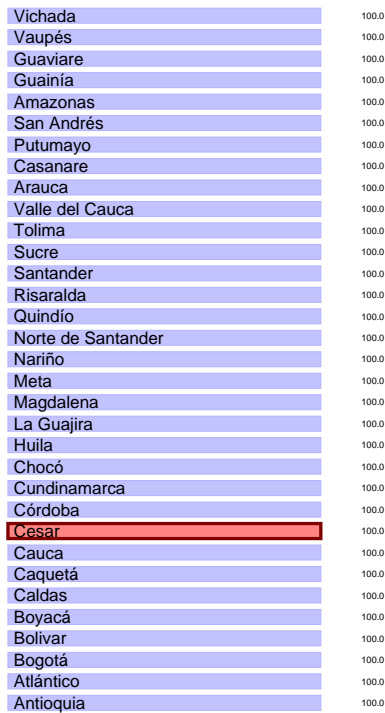 Vichada 100.0
Vaupés 100.0
Guaviare 100.0
Guainía 100.0
Amazonas 100.0
San Andrés 100.0
Putumayo 100.0
Casanare 100.0
Arauca 100.0
Valle del Cauca 100.0
Tolima 100.0
Sucre 100.0
Santander 100.0
Risaralda 100.0
Quindío 100.0
Norte de Santander 100.0
Nariño 100.0
Meta 100.0
Magdalena 100.0
La Guajira 100.0
Huila 100.0
Chocó 100.0
Cundinamarca 100.0
Córdoba 100.0
Cesar 100.0
Cauca 100.0
Caquetá 100.0
Caldas 100.0
Boyacá 100.0
Bolivar 100.0
Bogotá 100.0
Atlántico 100.0
Antioquia 100.0